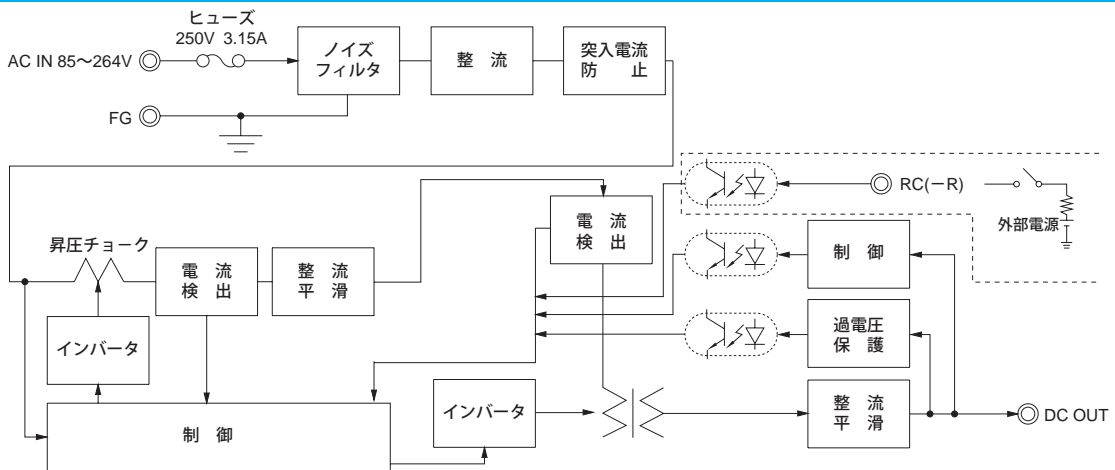 ヒューズ
250V 3.15A
AC IN 85～264V
ノイズ
フィルタ
整 流
突入電流
防 止
FG
RC(－R)
外部電源
電 流
検 出
昇圧チョーク
電 流
検 出
整 流
平 滑
制 御
過電圧
保 護
インバータ
インバータ
整 流
平 滑
DC OUT
制 御